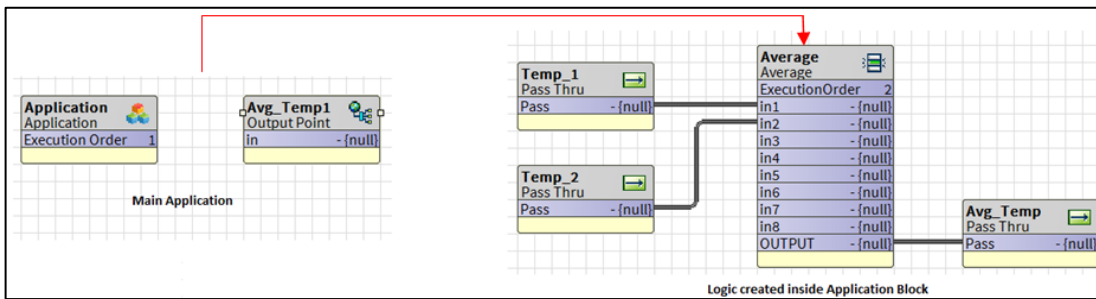 Application
Application
Execution Order 1
Avg_Temp1
Output Point
in - {null}
Main Application
Temp_1
Pass Thru
Pass - {null}
Temp_2
Pass Thru
Pass - {null}
Average
Average
ExecutionOrder 2
in1 - {null}
in2 - {null}
in3 - {null}
in4 - {null}
in5 - {null}
in6 - {null}
in7 - {null}
in8 - {null}
OUTPUT - {null}
Avg_Temp
Pass Thru
Pass - {null}
Logic created inside Application Block